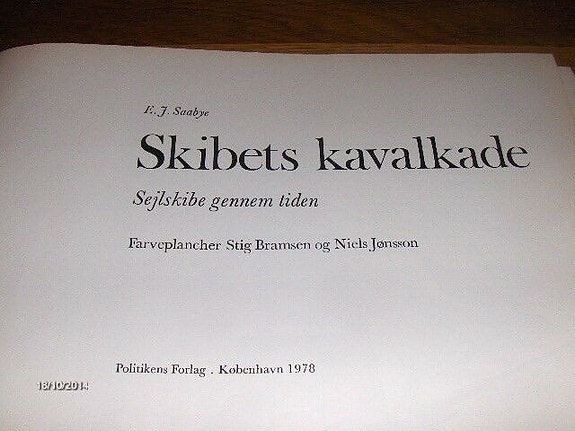 E. J. Saabye
Skibets kavalkade
Sejlskibe gennem tiden
Farveplancher Stig Bramsen og Niels Jønsson
Politikens Forlag . København 1978
18/10/2014